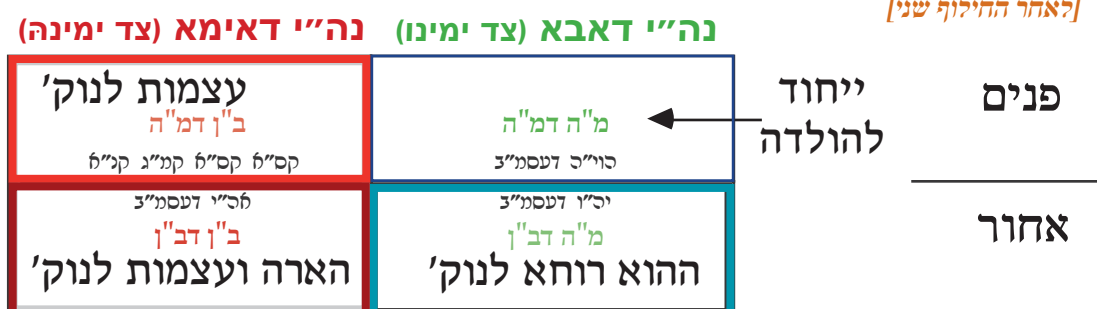 [לאחר החילוף שני]
נה״י דאבא (צד ימינו)
נה״י דאימא (צד ימינה)
פנים
ייחוד
להולדה
מ"ה דמ"ה
הוי״ה דעסמ״ב
עצמות לנוק׳
ב"ן דמ"ה
קס״א קס״א קמ״ג קנ״א
אחור
יה״ו דעסמ״ב
מ"ה דב"ן
ההוא רוחא לנוק׳
אה״י דעסמ״ב
ב"ן דב"ן
הארה ועצמות לנוק׳